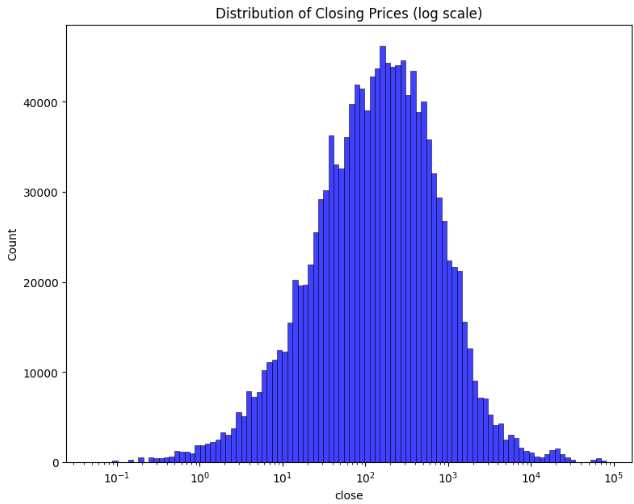 Distribution of Closing Prices (log scale)
Count
40000
30000
20000
10000
0
10⁻¹ 10⁰ 10¹ 10² 10³ 10⁴ 10⁵
close